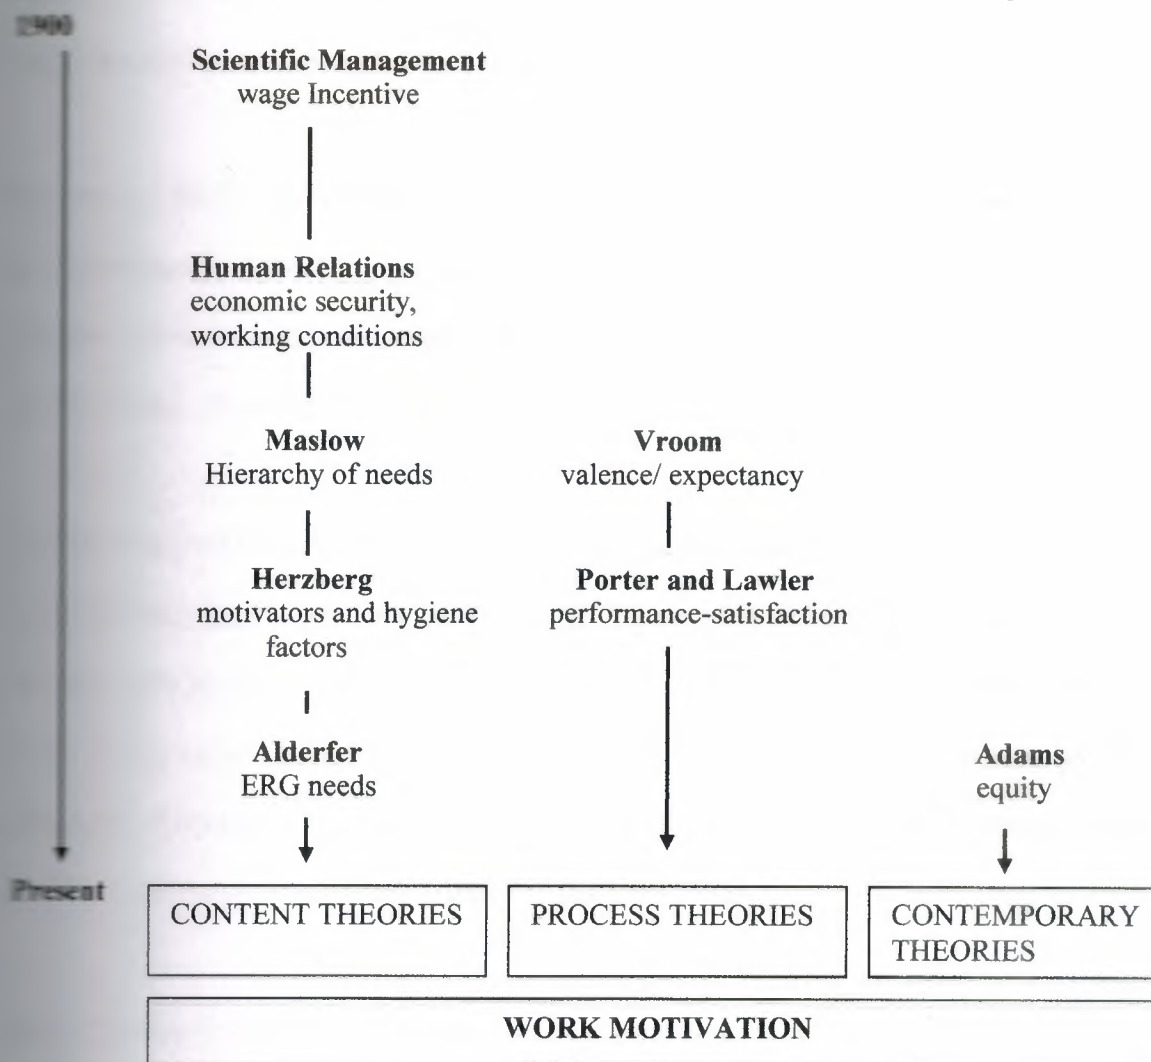 1900
Scientific Management
wage Incentive
Human Relations
economic security,
working conditions
Maslow
Hierarchy of needs
Vroom
valence/ expectancy
Herzberg
motivators and hygiene
factors
Porter and Lawler
performance-satisfaction
Alderfer
ERG needs
Adams
equity
Present
CONTENT THEORIES
PROCESS THEORIES
CONTEMPORARY
THEORIES
WORK MOTIVATION